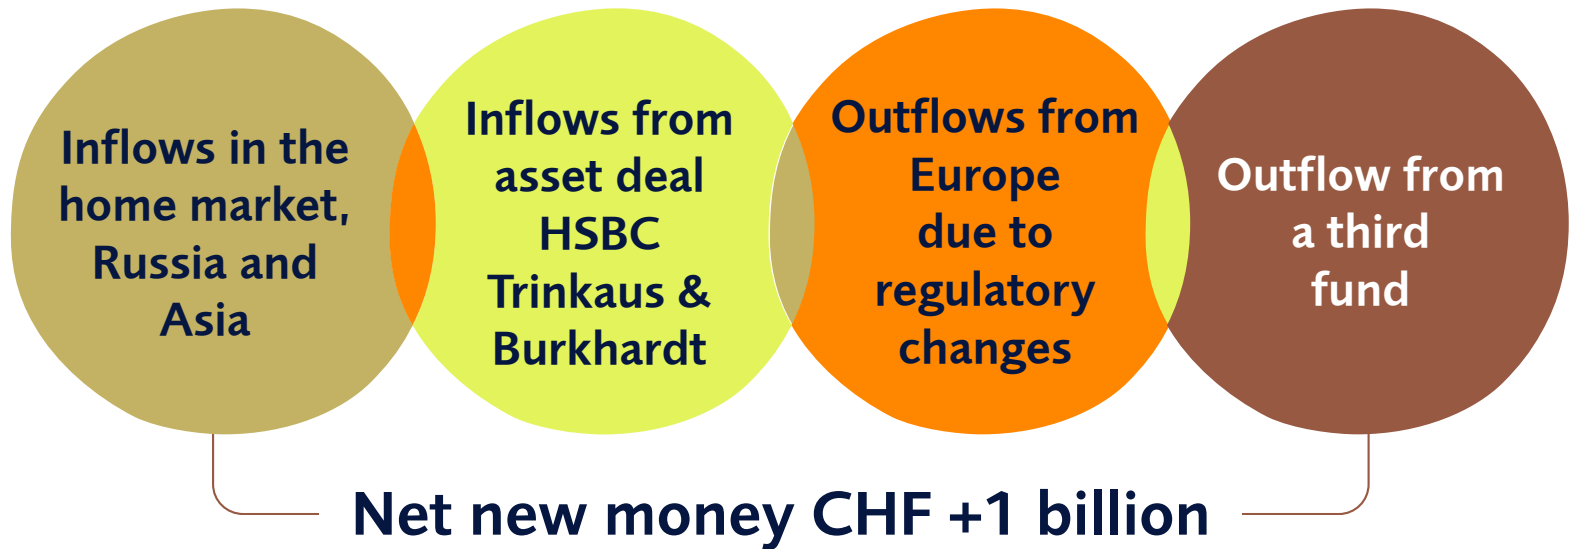 Inflows in the
home market,
Russia and
Asia
Inflows from
asset deal
HSBC
Trinkaus &
Burkhardt
Outflows from
Europe
due to
regulatory
changes
Outflow from
a third
fund
Net new money CHF +1 billion